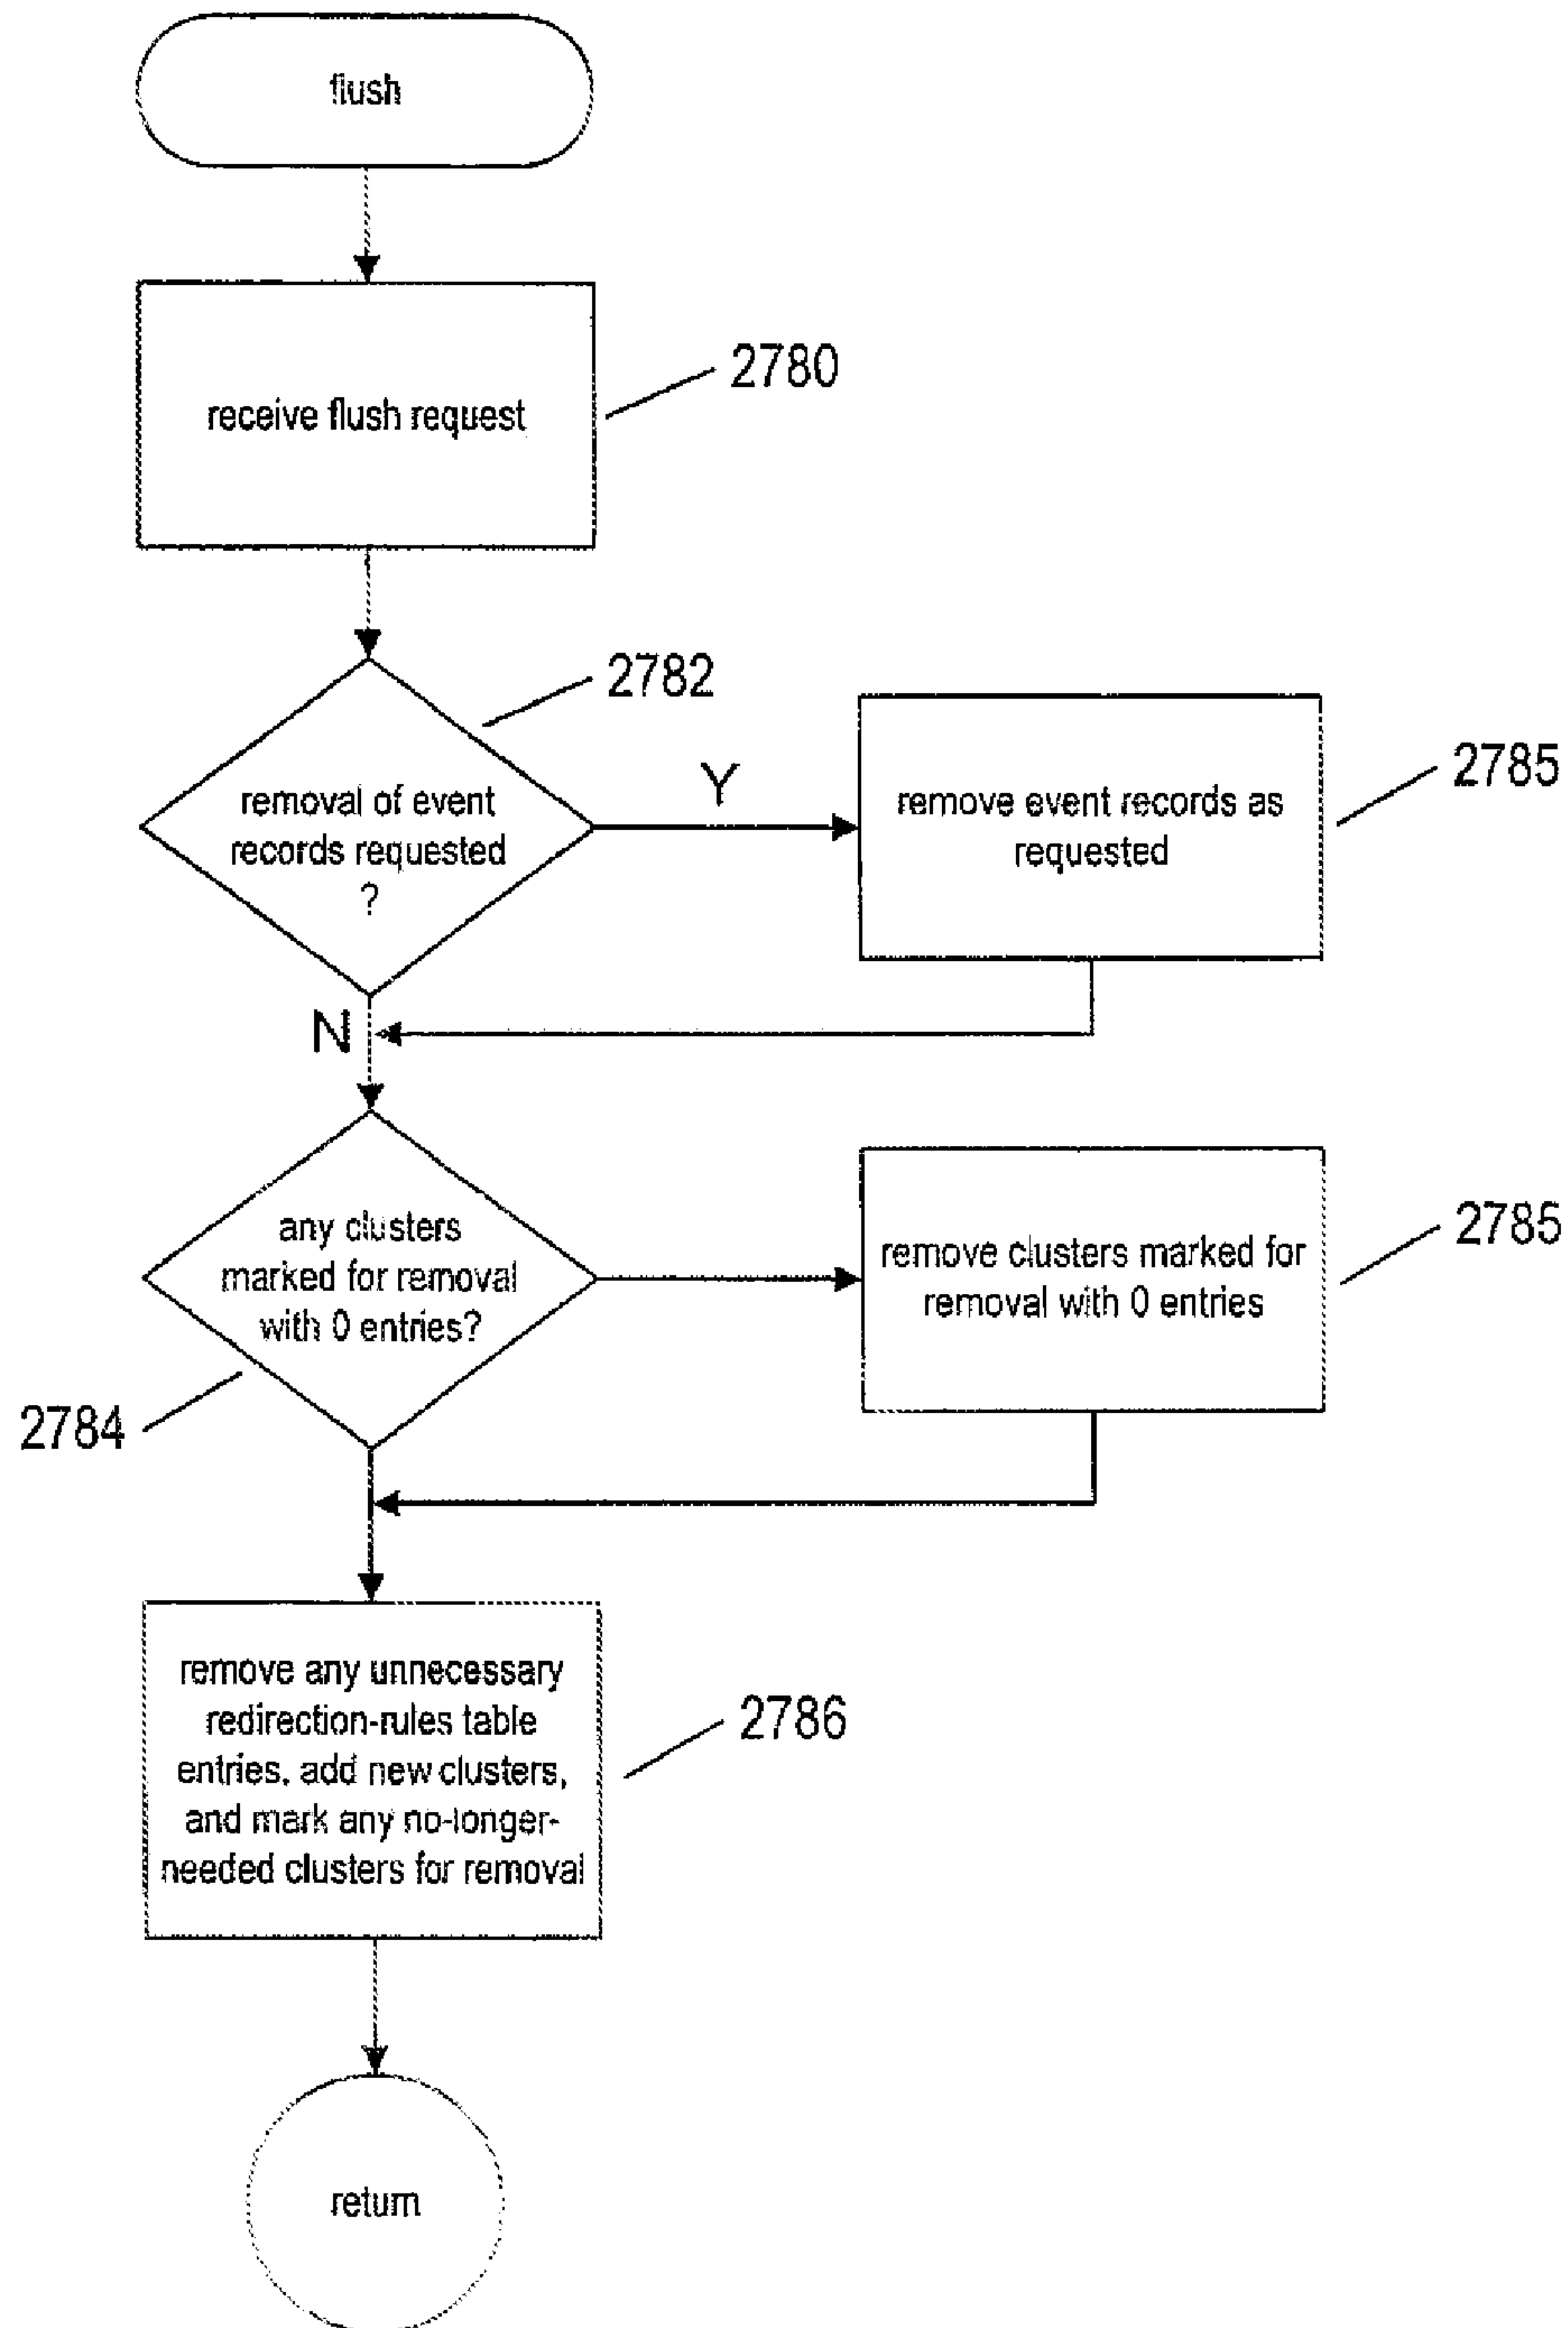 flush
receive flush request
2780
2782
removal of event
records requested
?
Y
remove event records as
requested
2785
N
any clusters
marked for removal
with 0 entries?
2784
remove clusters marked for
removal with 0 entries
2785
remove any unnecessary
redirection-rules table
entries, add new clusters,
and mark any no-longer-
needed clusters for removal
2786
return